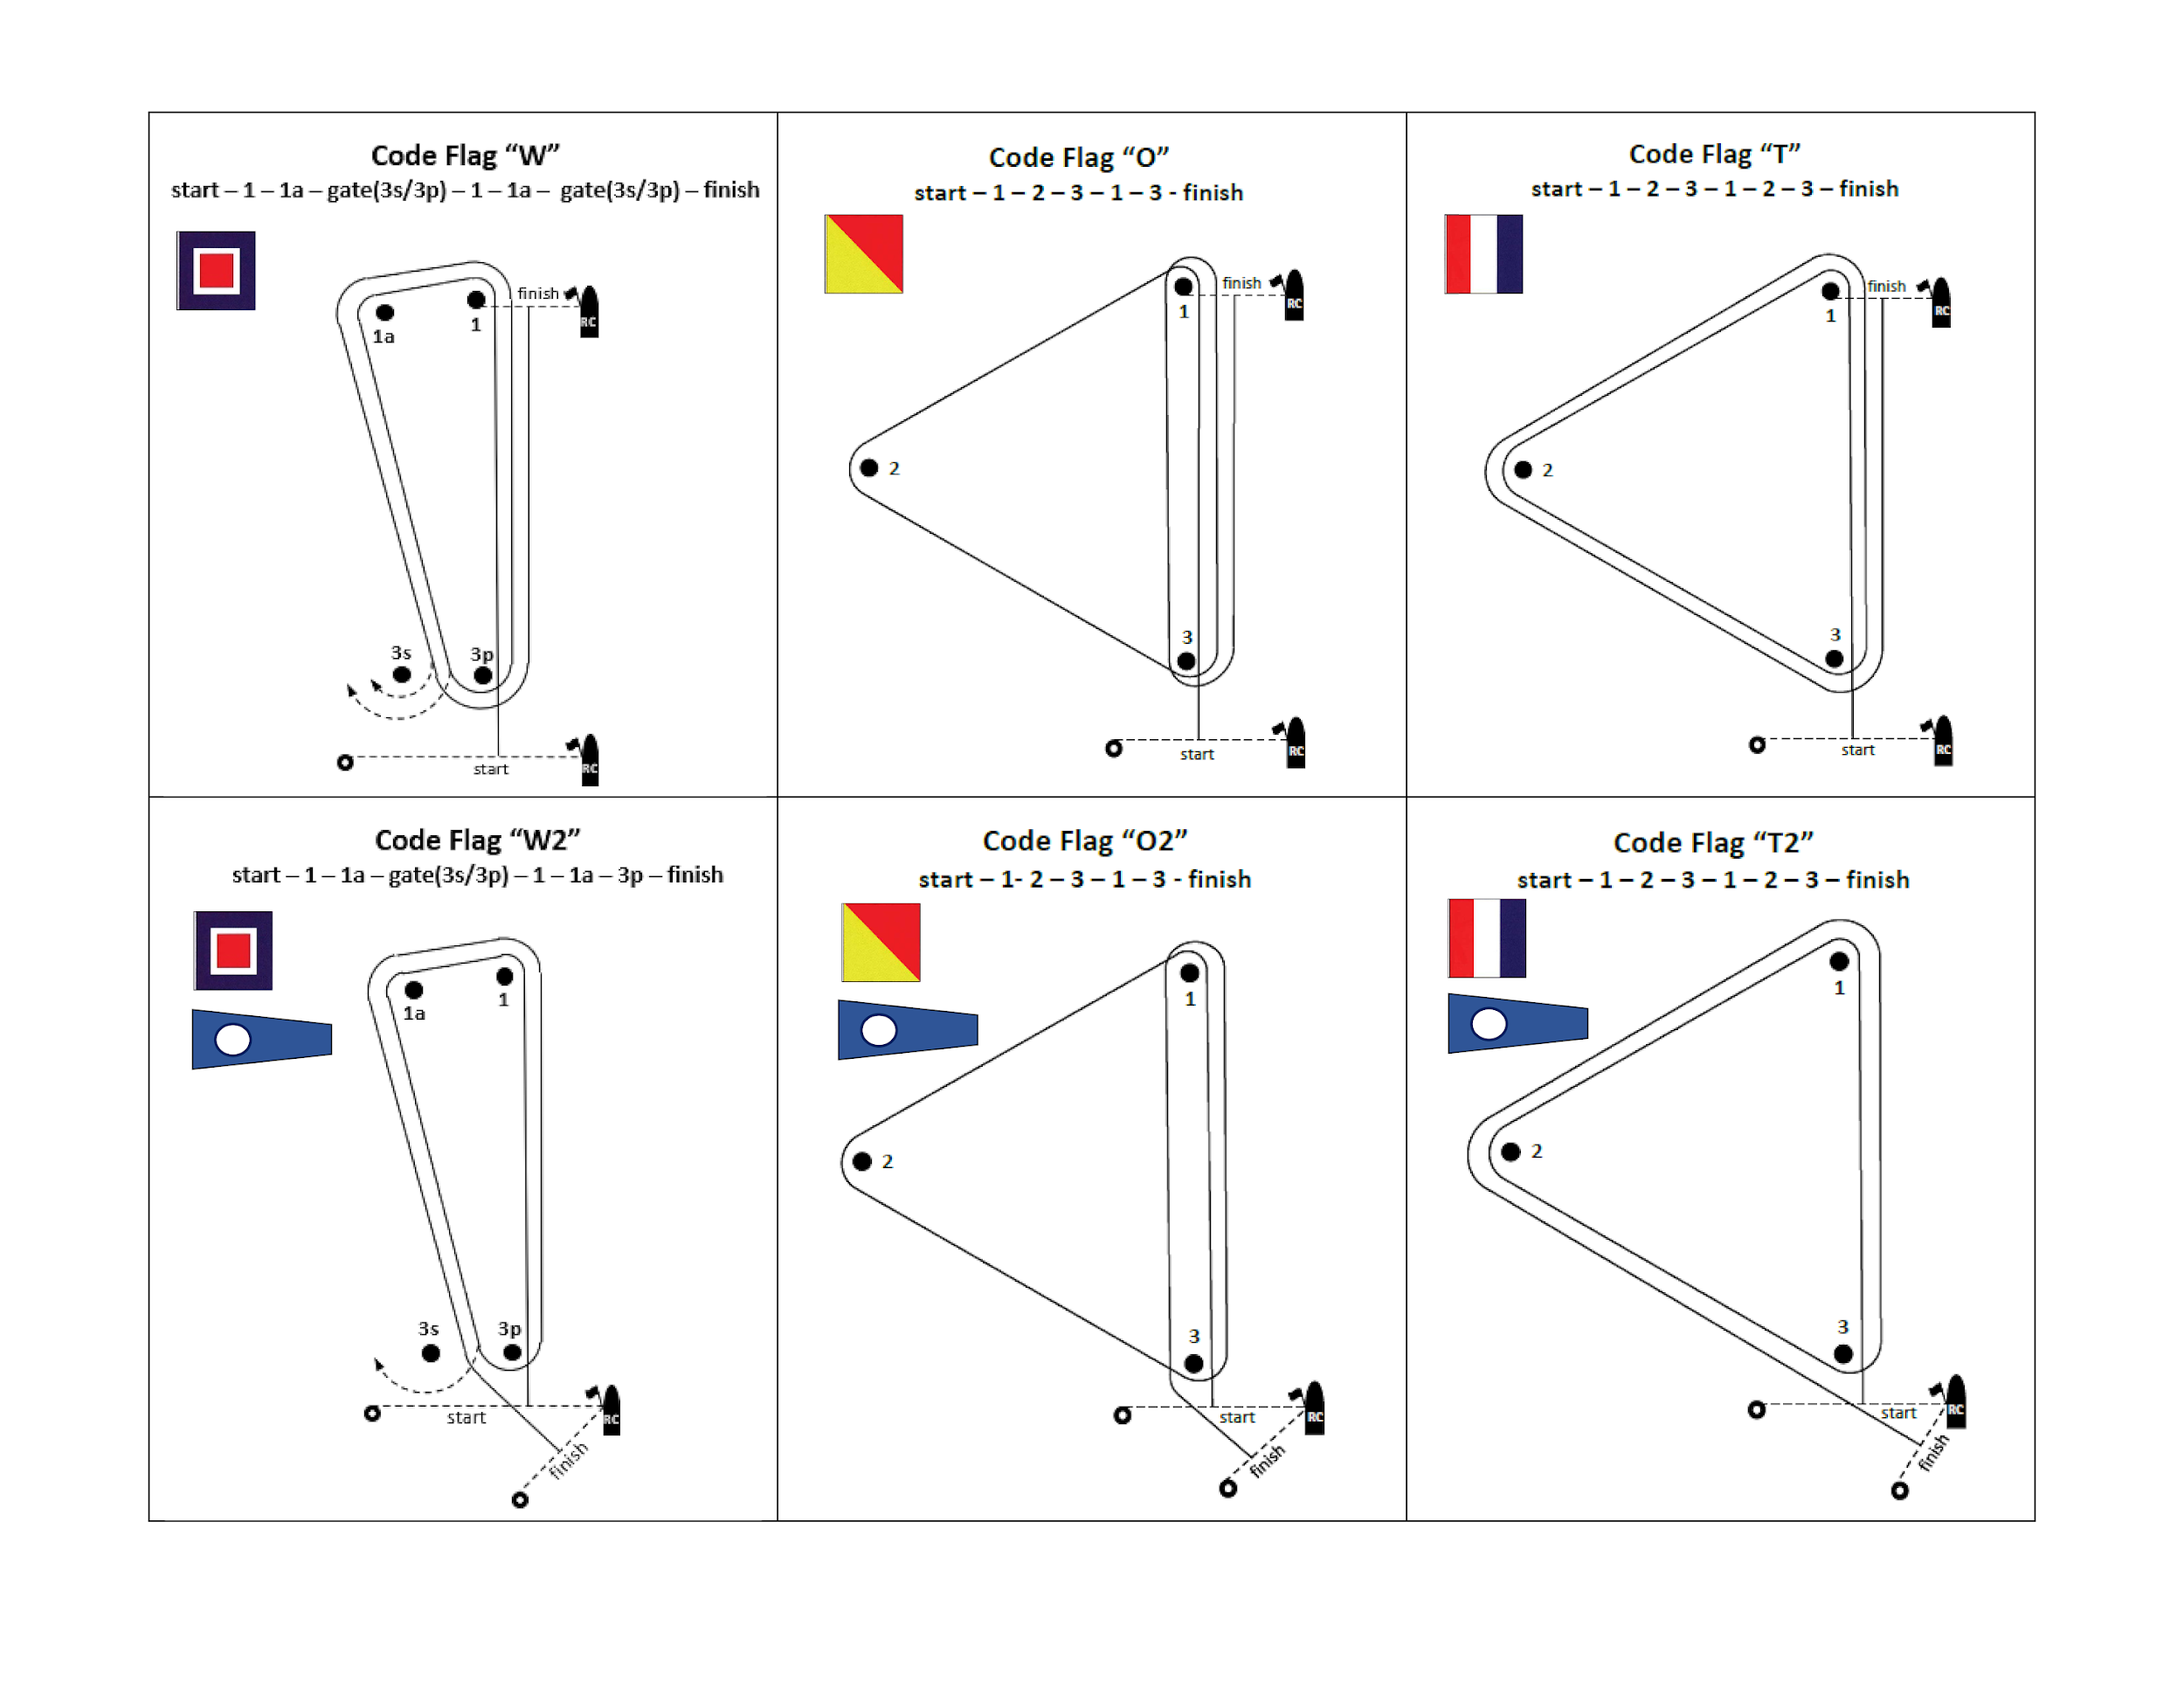 Code Flag “W”
start – 1 – 1a – gate(3s/3p) – 1 – 1a – gate(3s/3p) – finish
finish
RC
1a
1
3s
3p
start
RC
Code Flag “O”
start – 1 – 2 – 3 – 1 – 3 - finish
finish
RC
1
2
3
start
RC
Code Flag “T”
start – 1 – 2 – 3 – 1 – 2 – 3 – finish
finish
RC
1
2
3
start
RC
Code Flag “W2”
start – 1 – 1a – gate(3s/3p) – 1 – 1a – 3p – finish
1a
1
3s
3p
start
RC
finish
Code Flag “O2”
start – 1- 2 – 3 – 1 – 3 - finish
1
2
3
start
RC
finish
Code Flag “T2”
start – 1 – 2 – 3 – 1 – 2 – 3 – finish
1
2
3
start
RC
finish